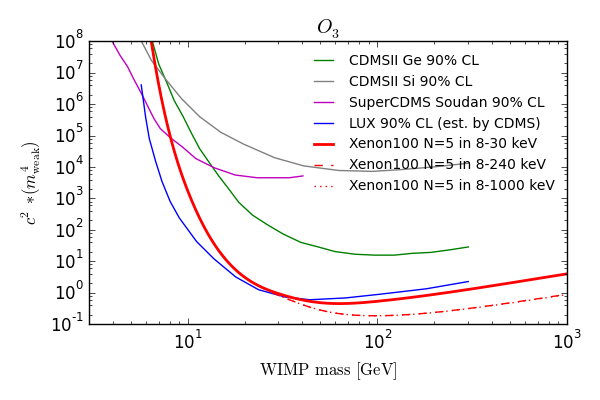 O_3
10^8
10^7
10^6
10^5
10^4
10^3
10^2
10^1
10^0
10^-1
c^2 * (m_weak^4)
CDMSII Ge 90% CL
CDMSII Si 90% CL
SuperCDMS Soudan 90% CL
LUX 90% CL (est. by CDMS)
Xenon100 N=5 in 8-30 keV
Xenon100 N=5 in 8-240 keV
Xenon100 N=5 in 8-1000 keV
10^1 10^2 10^3
WIMP mass [GeV]